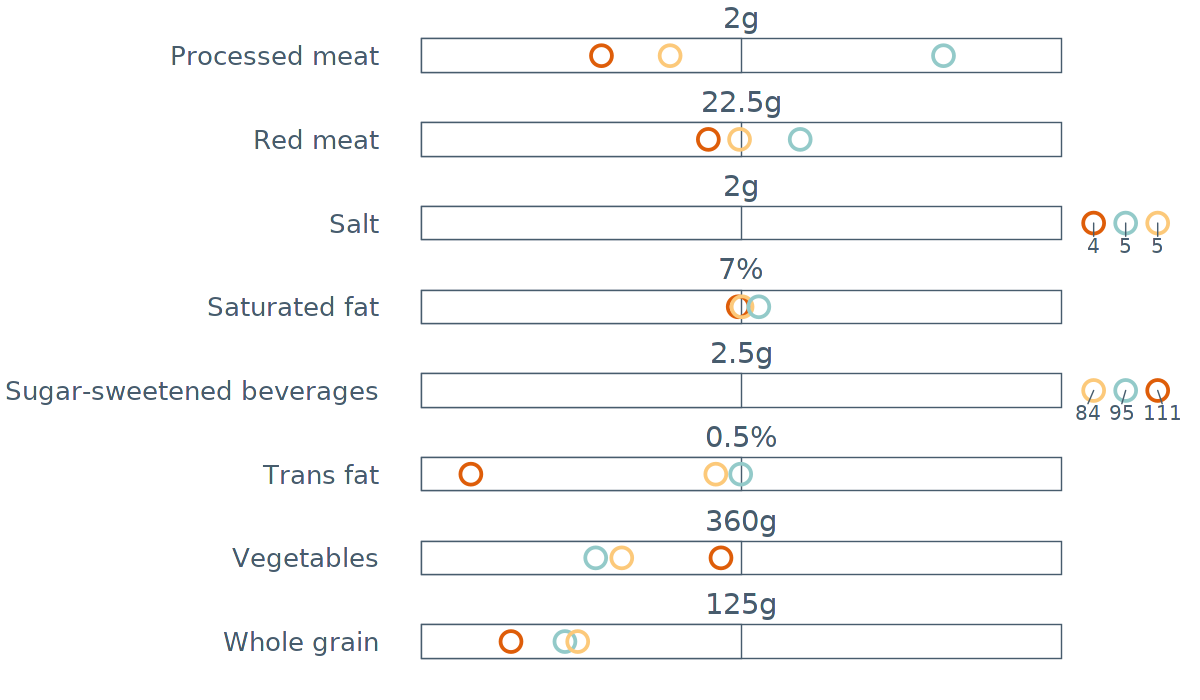 2g
Processed meat
22.5g
Red meat
2g
Salt
4 5 5
7%
Saturated fat
2.5g
Sugar-sweetened beverages
84 95 111
0.5%
Trans fat
360g
Vegetables
125g
Whole grain